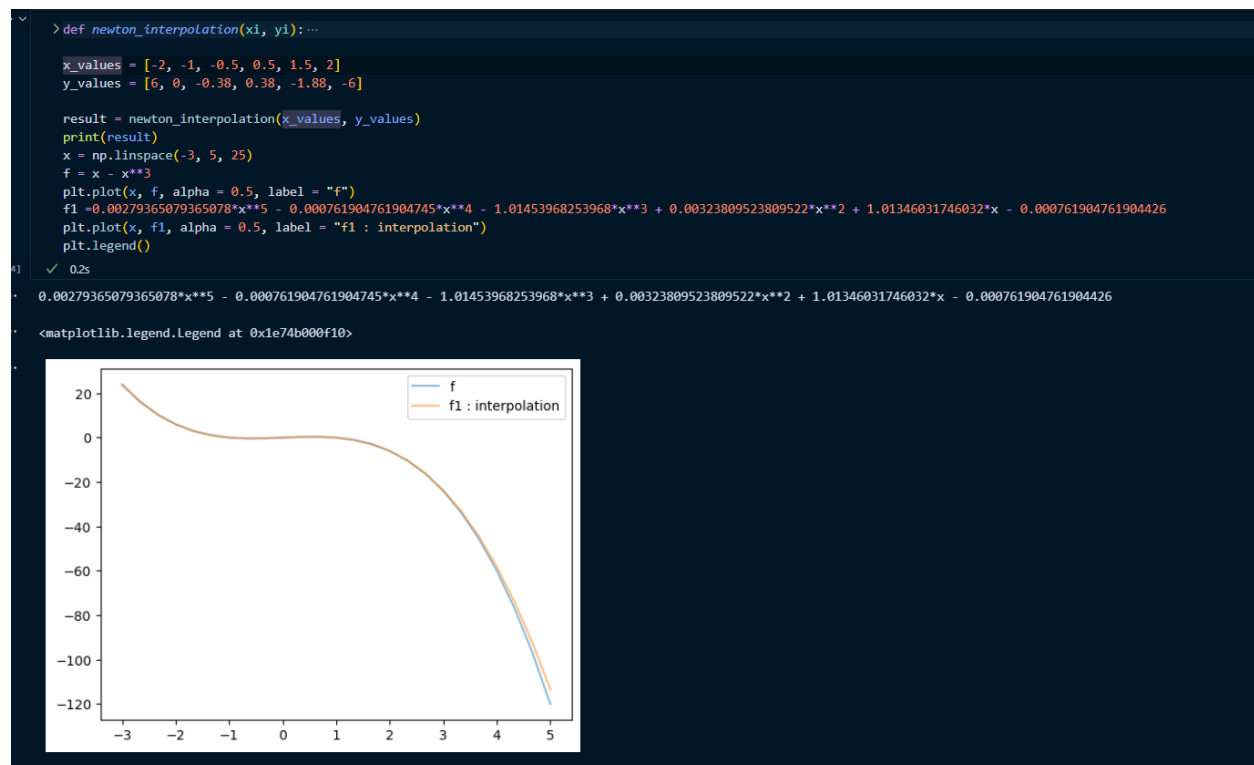 def newton_interpolation(xi, yi): ···
x_values = [-2, -1, -0.5, 0.5, 1.5, 2]
y_values = [6, 0, -0.38, 0.38, -1.88, -6]
result = newton_interpolation(x_values, y_values)
print(result)
x = np.linspace(-3, 5, 25)
f = x - x**3
plt.plot(x, f, alpha = 0.5, label = "f")
f1 =0.00279365079365078*x**5 - 0.000761904761904745*x**4 - 1.01453968253968*x**3 + 0.00323809523809522*x**2 + 1.01346031746032*x - 0.000761904761904426
plt.plot(x, f1, alpha = 0.5, label = "f1 : interpolation")
plt.legend()
4] ✓ 0.2s
0.00279365079365078*x**5 - 0.000761904761904745*x**4 - 1.01453968253968*x**3 + 0.00323809523809522*x**2 + 1.01346031746032*x - 0.000761904761904426
<matplotlib.legend.Legend at 0x1e74b000f10>
f
f1 : interpolation
20
0
−20
−40
−60
−80
−100
−120
−3 −2 −1 0 1 2 3 4 5